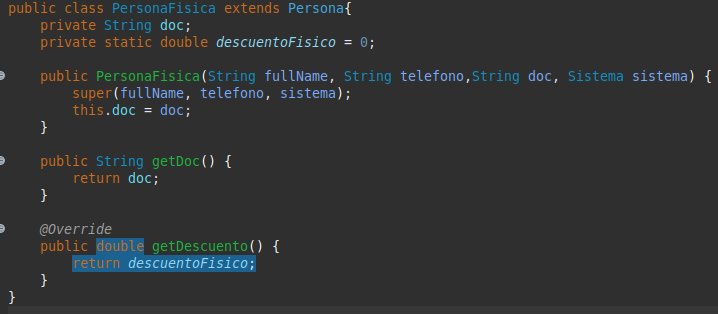 public class PersonaFisica extends Persona{
    private String doc;
    private static double descuentoFisico = 0;
    public PersonaFisica(String fullName, String telefono,String doc, Sistema sistema) {
        super(fullName, telefono, sistema);
        this.doc = doc;
    }
    public String getDoc() {
        return doc;
    }
    @Override
    public double getDescuento() {
        return descuentoFisico;
    }
}